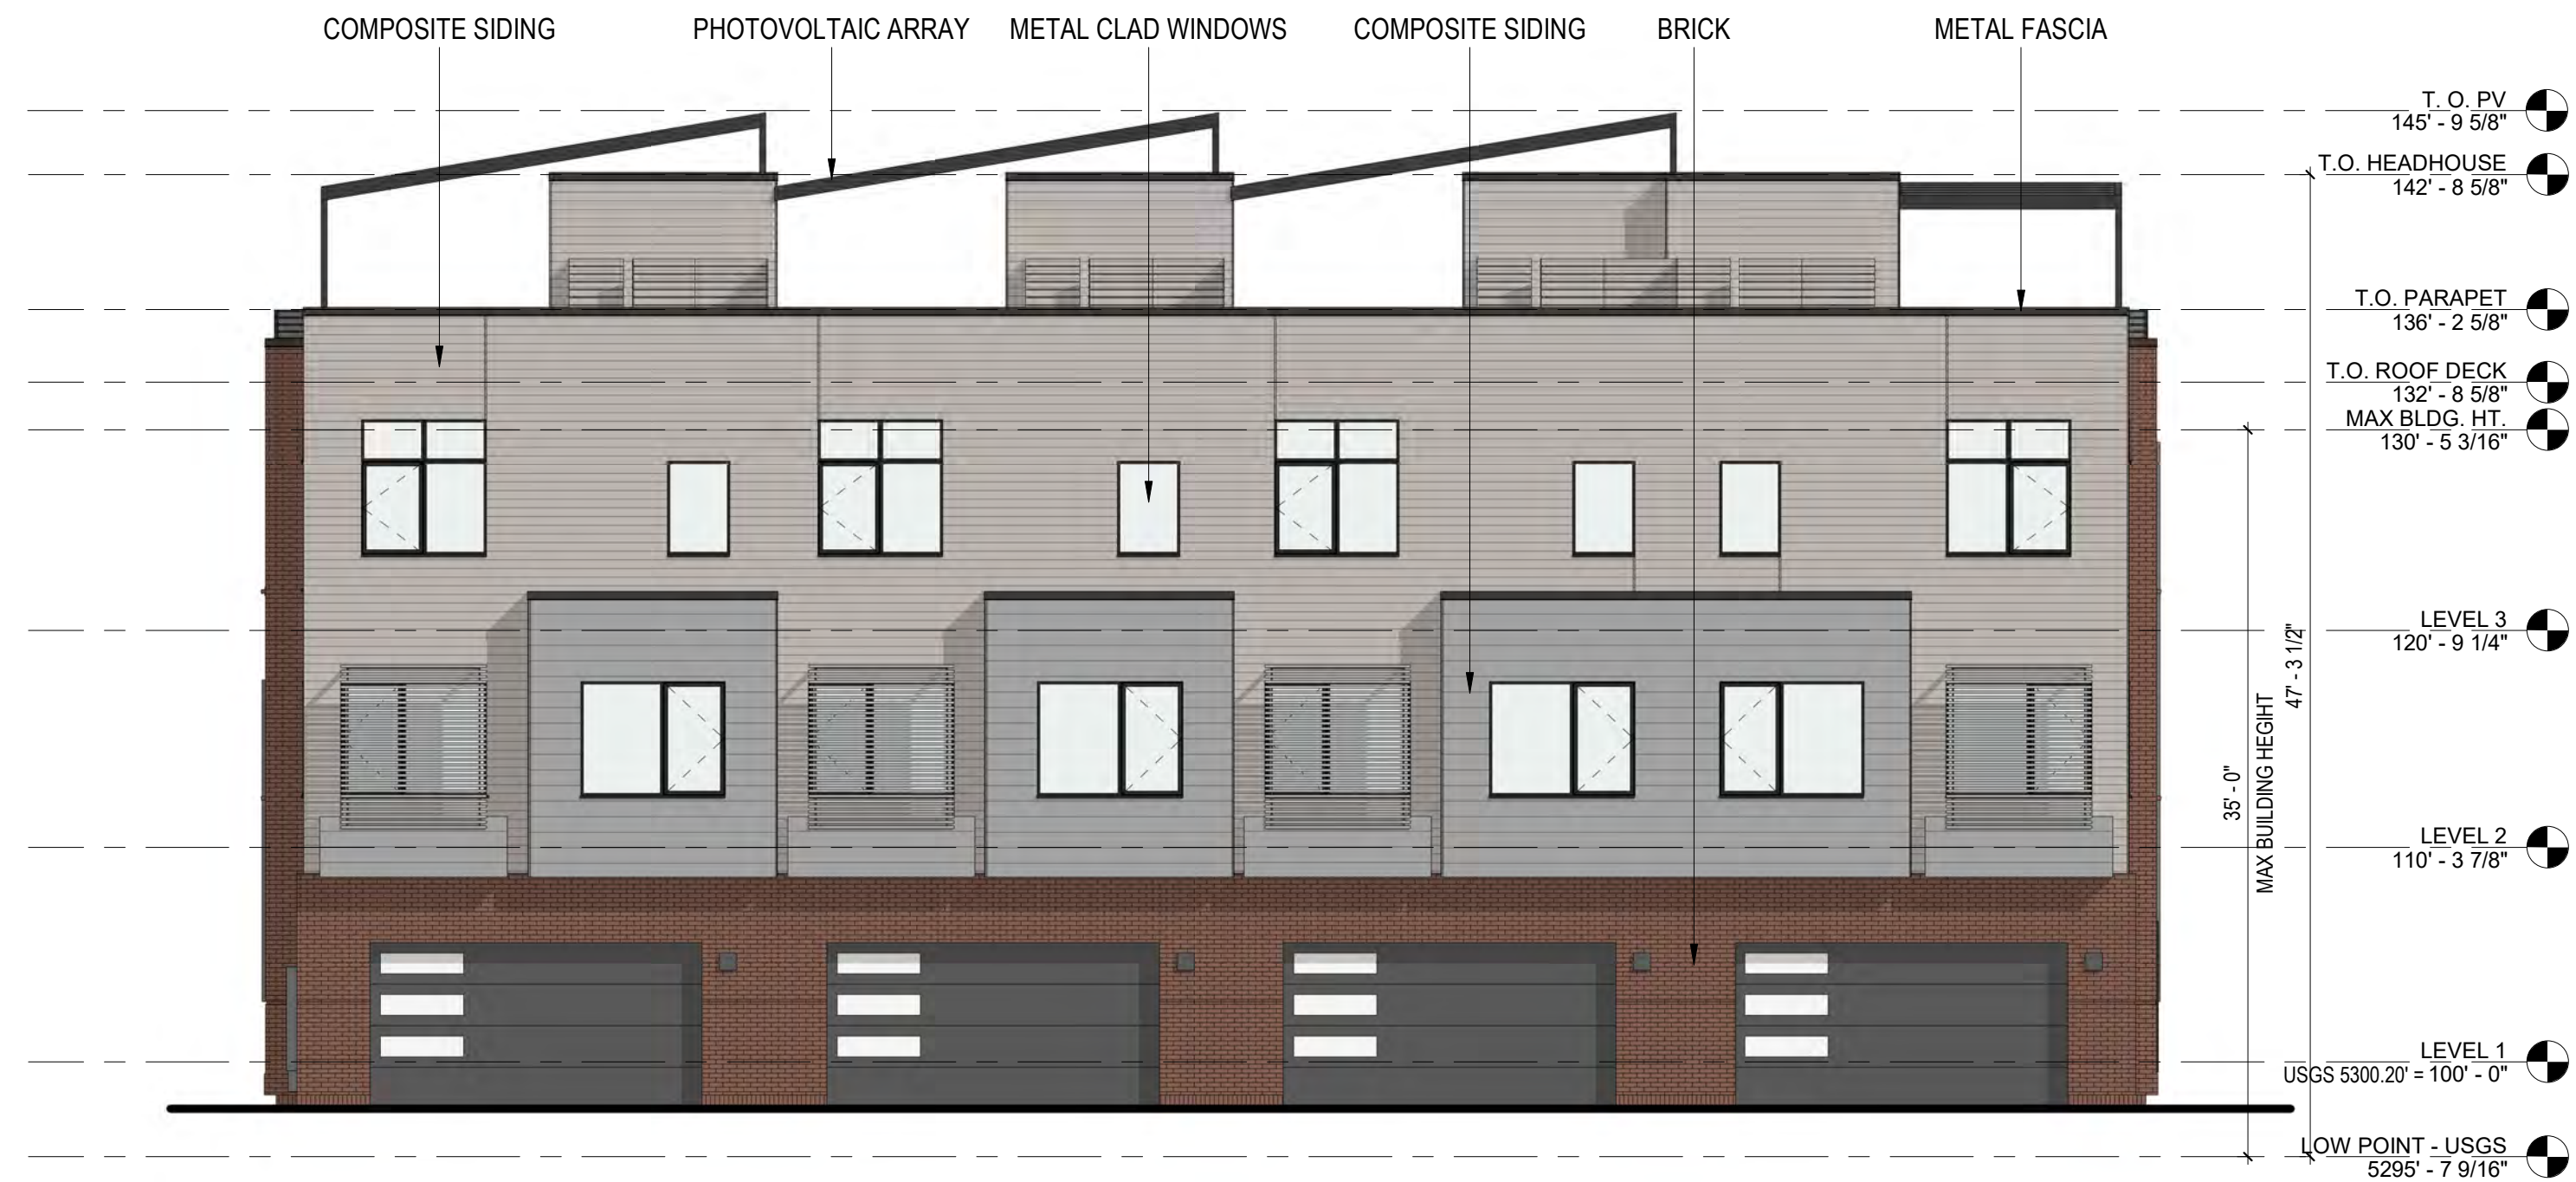 COMPOSITE SIDING
PHOTOVOLTAIC ARRAY
METAL CLAD WINDOWS
COMPOSITE SIDING
BRICK
METAL FASCIA
T. O. PV
145' - 9 5/8"
T.O. HEADHOUSE
142' - 8 5/8"
T.O. PARAPET
136' - 2 5/8"
T.O. ROOF DECK
132' - 8 5/8"
MAX BLDG. HT.
130' - 5 3/16"
LEVEL 3
120' - 9 1/4"
47' - 3 1/2"
35' - 0"
MAX BUILDING HEGIHT
LEVEL 2
110' - 3 7/8"
LEVEL 1
USGS 5300.20' = 100' - 0"
LOW POINT - USGS
5295' - 7 9/16"